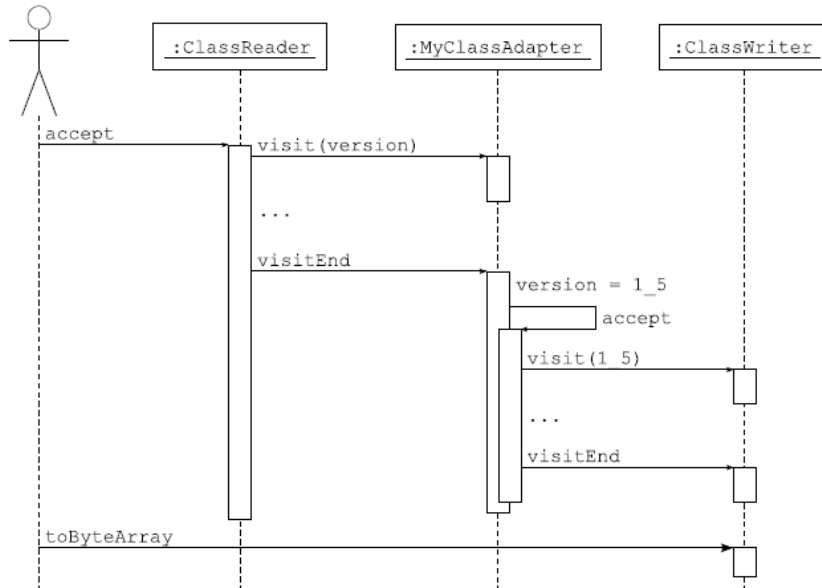 :ClassReader
:MyClassAdapter
:ClassWriter
accept
visit(version)
...
visitEnd
version = 1_5
accept
visit(1_5)
...
visitEnd
toByteArray